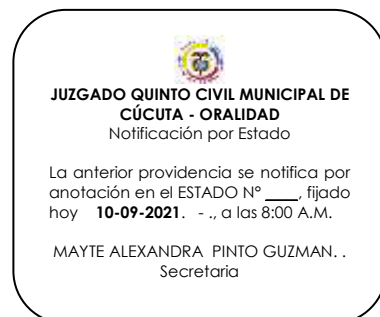 JUZGADO QUINTO CIVIL MUNICIPAL DE
CÚCUTA - ORALIDAD
Notificación por Estado
La anterior providencia se notifica por
anotación en el ESTADO N° ____, fijado
hoy 10-09-2021. - ., a las 8:00 A.M.
MAYTE ALEXANDRA PINTO GUZMAN. .
Secretaria